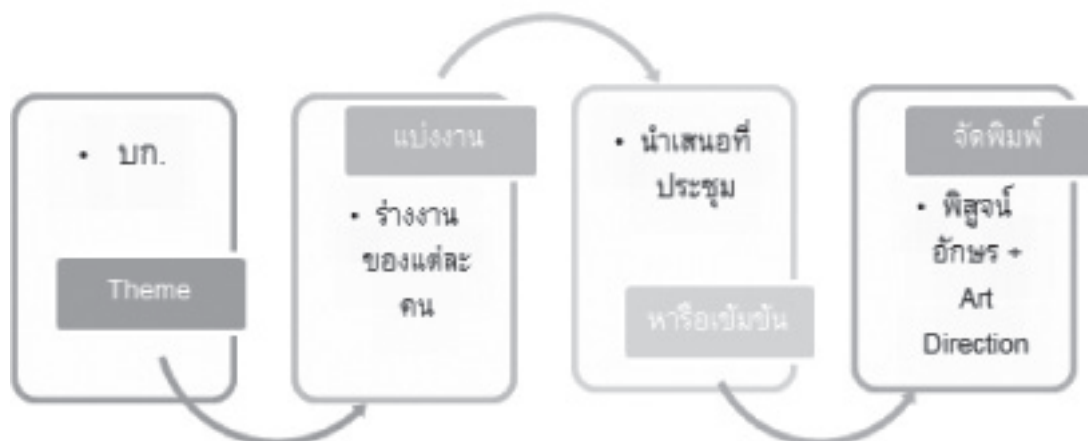 • บก.
Theme
แบ่งงาน
• ร่างงาน
ของแต่ละ
คน
• นำเสนอที่
ประชุม
หารือเข้มข้น
จัดพิมพ์
• พิสูจน์
อักษร +
Art
Direction